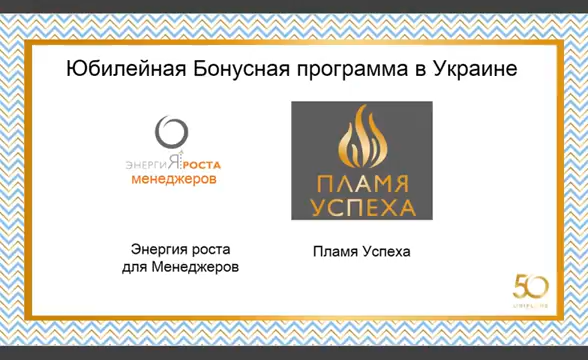 Юбилейная Бонусная программа в Украине
ЭНЕРГИЯ РОСТА
менеджеров
ПЛАМЯ
УСПЕХА
Энергия роста
для Менеджеров
Пламя Успеха
50